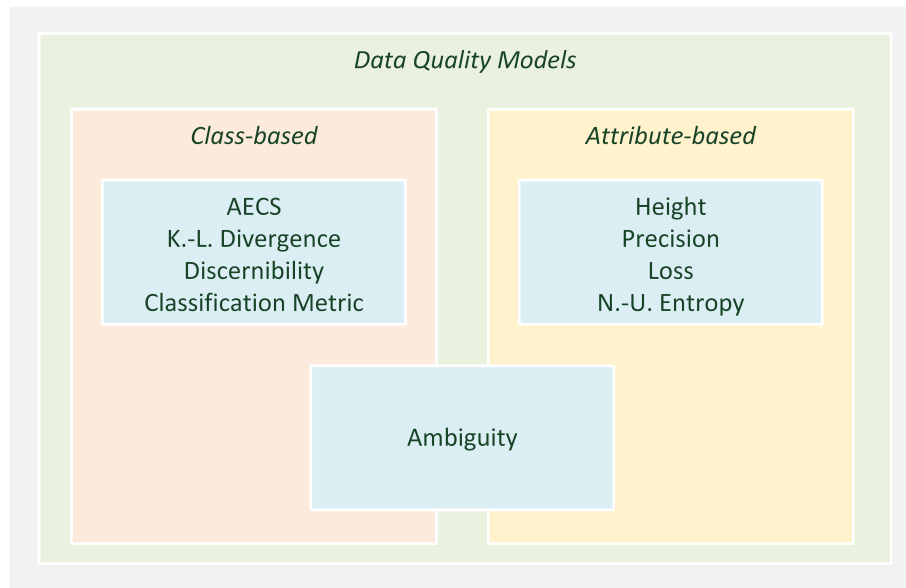 Data Quality Models
Class-based
AECS
K.-L. Divergence
Discernibility
Classification Metric
Attribute-based
Height
Precision
Loss
N.-U. Entropy
Ambiguity